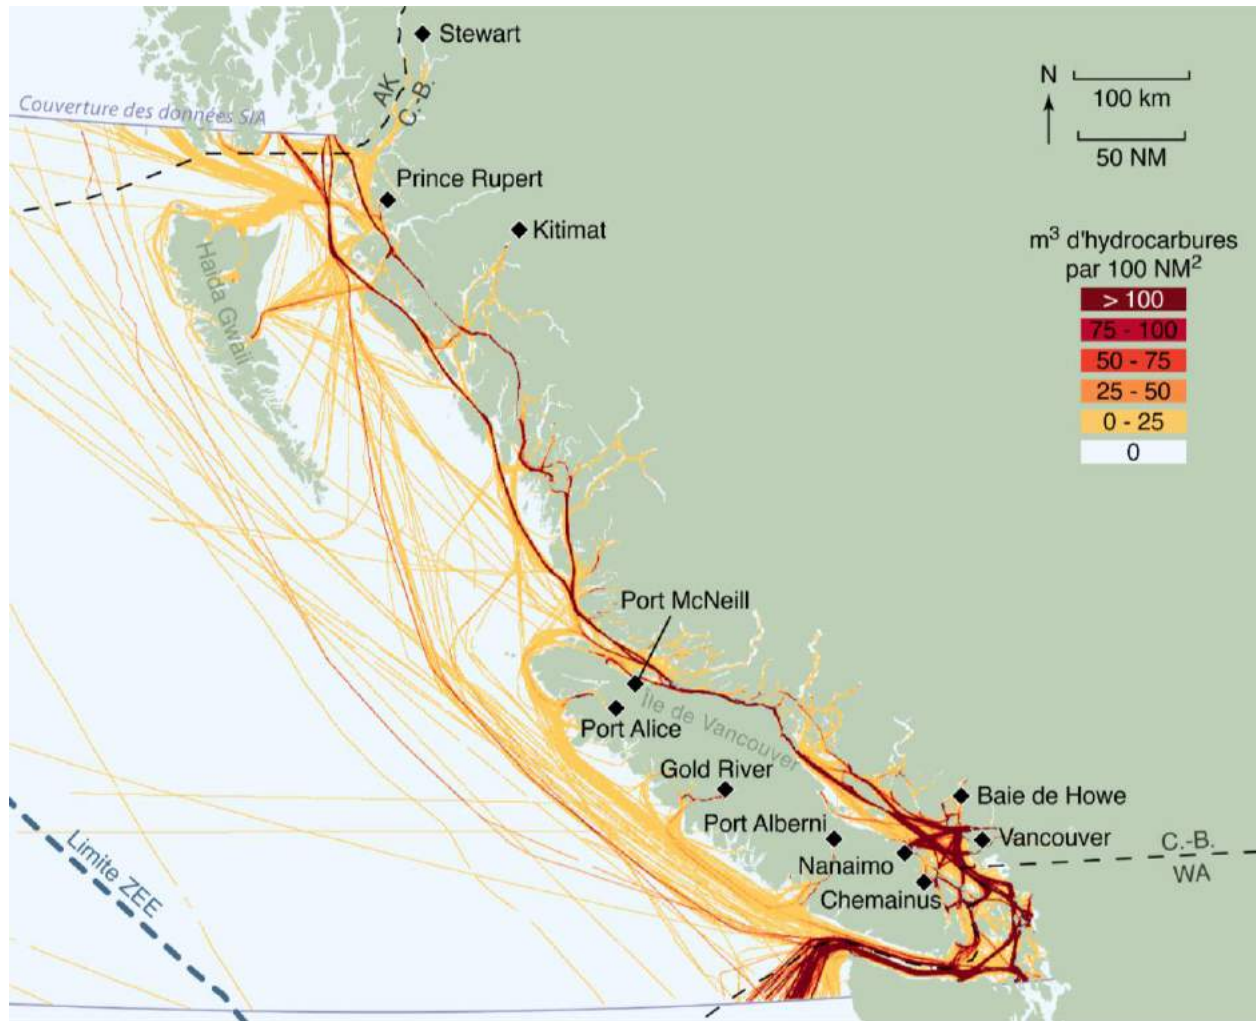 Stewart
AK
C.-B.
Couverture des données SIA
N
100 km
50 NM
Prince Rupert
Kitimat
Haida Gwaii
m³ d'hydrocarbures
par 100 NM²
> 100
75 - 100
50 - 75
25 - 50
0 - 25
0
Port McNeill
Île de Vancouver
Port Alice
Gold River
Baie de Howe
Port Alberni
Vancouver
Nanaimo
C.-B.
WA
Chemainus
Limite ZEE